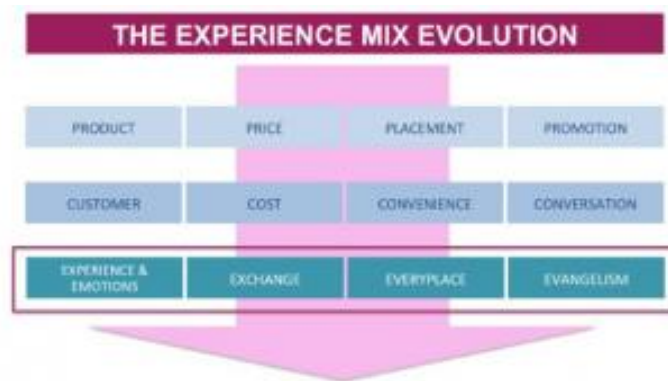 THE EXPERIENCE MIX EVOLUTION
PRODUCT PRICE PLACEMENT PROMOTION
CUSTOMER COST CONVENIENCE CONVERSATION
EXPERIENCE &
EMOTIONS
EXCHANGE EVERYPLACE EVANGELISM